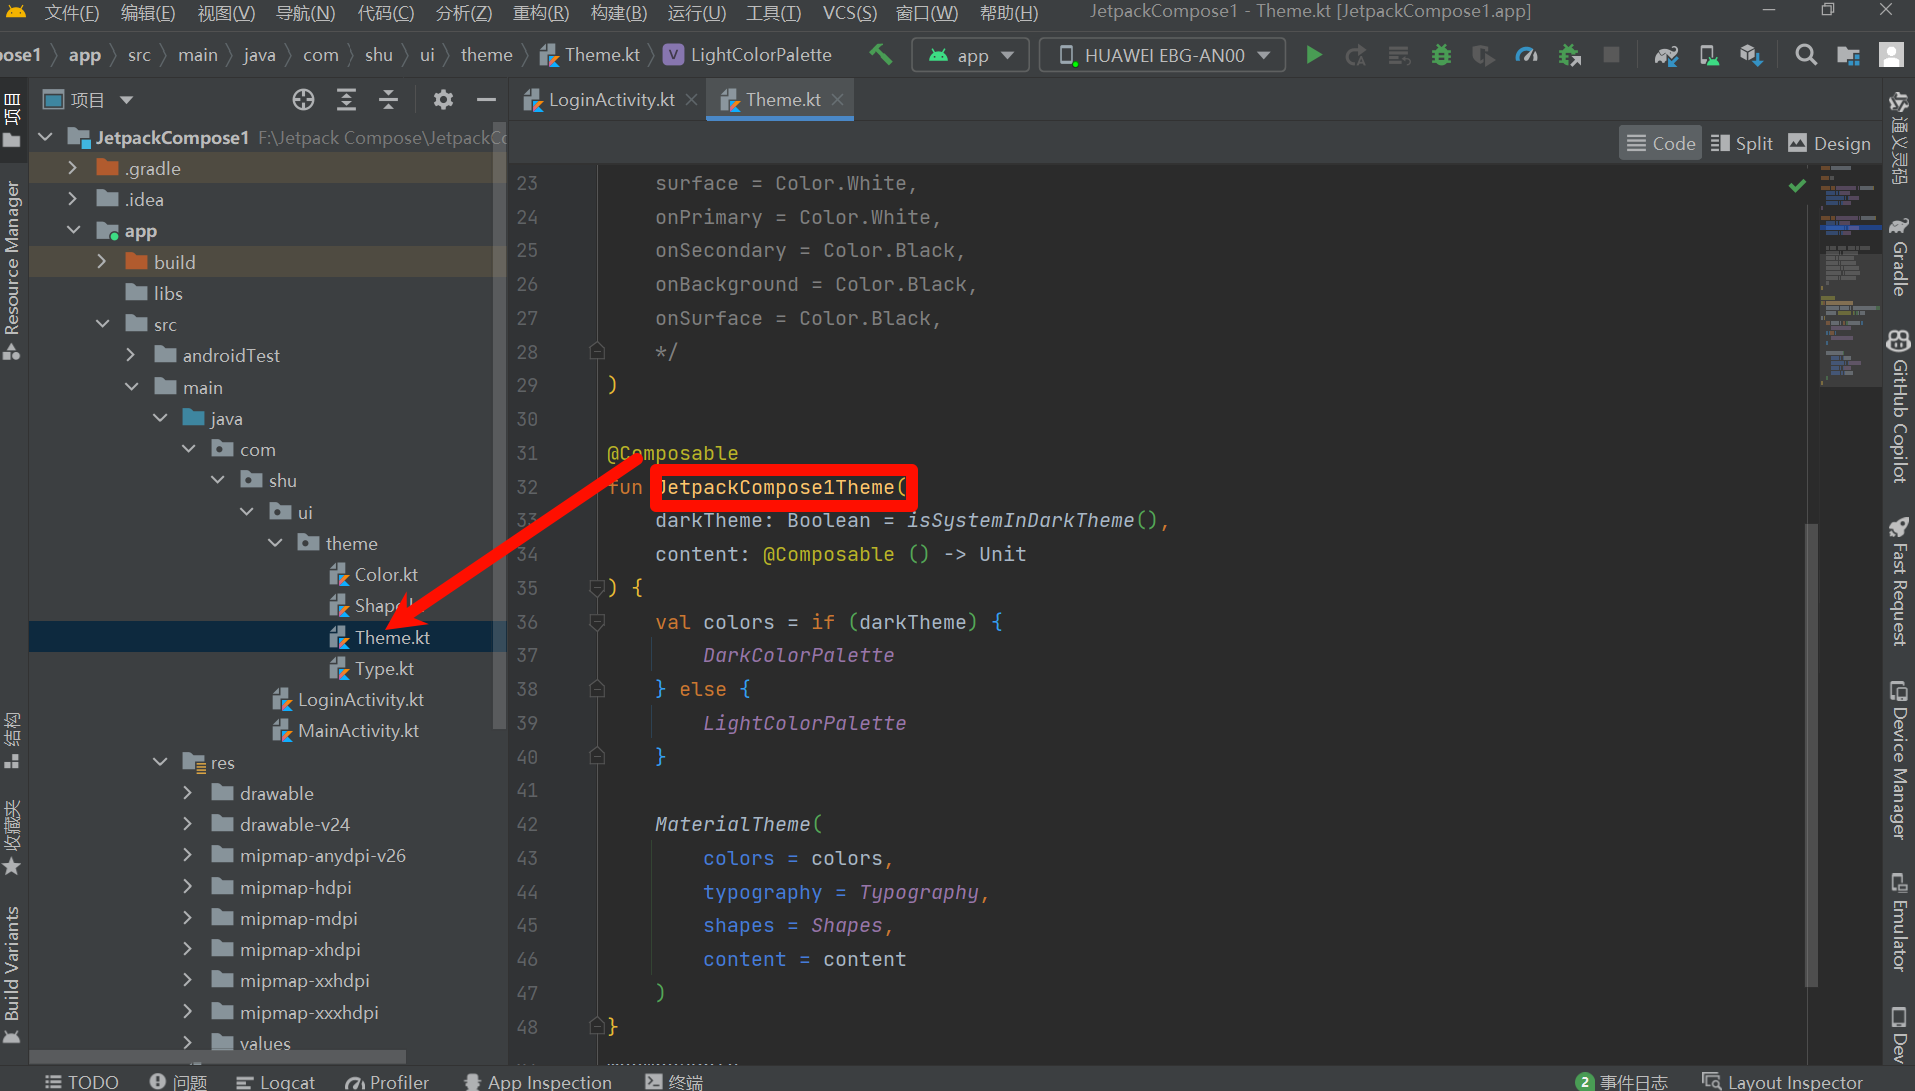 文件(F) 编辑(E) 视图(V) 导航(N) 代码(C) 分析(Z) 重构(R) 构建(B) 运行(U) 工具(T) VCS(S) 窗口(W) 帮助(H) JetpackCompose1 - Theme.kt [JetpackCompose1.app]
pose1 app src main java com shu ui theme Theme.kt V LightColorPalette app HUAWEI EBG-AN00
项目
LoginActivity.kt Theme.kt
Code Split Design
项目
Resource Manager
结构
收藏夹
Build Variants
JetpackCompose1 F:\Jetpack Compose\JetpackCo
.gradle
.idea
app
build
libs
src
androidTest
main
java
com
shu
ui
theme
Color.kt
Theme.kt
Type.kt
LoginActivity.kt
MainActivity.kt
res
drawable
drawable-v24
mipmap-anydpi-v26
mipmap-hdpi
mipmap-mdpi
mipmap-xhdpi
mipmap-xxhdpi
mipmap-xxxhdpi
values
23 surface = Color.White,
24 onPrimary = Color.White,
25 onSecondary = Color.Black,
26 onBackground = Color.Black,
27 onSurface = Color.Black,
28 */
29 )
30
31 @Composable
32 fun JetpackCompose1Theme(
33 darkTheme: Boolean = isSystemInDarkTheme(),
34 content: @Composable () -> Unit
35 ) {
36 val colors = if (darkTheme) {
37 DarkColorPalette
38 } else {
39 LightColorPalette
40 }
41
42 MaterialTheme(
43 colors = colors,
44 typography = Typography,
45 shapes = Shapes,
46 content = content
47 )
48 }
通义灵码
Gradle
GitHub Copilot
Fast Request
Device Manager
Emulator
Dev
TODO 问题 Logcat Profiler App Inspection 终端 2 事件日志 Layout Inspector